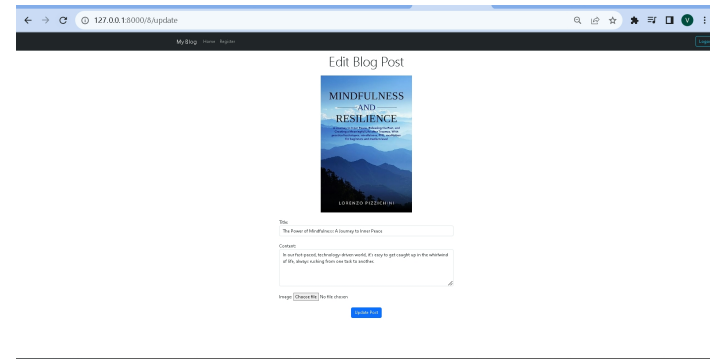 127.0.0.1:8000/8/update
My Blog Home Register
Edit Blog Post
MINDFULNESS
AND
RESILIENCE
LORENZO PIZZICHINI
Title:
The Power of Mindfulness: A Journey to Inner Peace
Content:
In our fast-paced, technology-driven world, it's easy to get caught up in the whirlwind
of life, always rushing from one task to another.
Image: Choose file No file chosen
Update Post